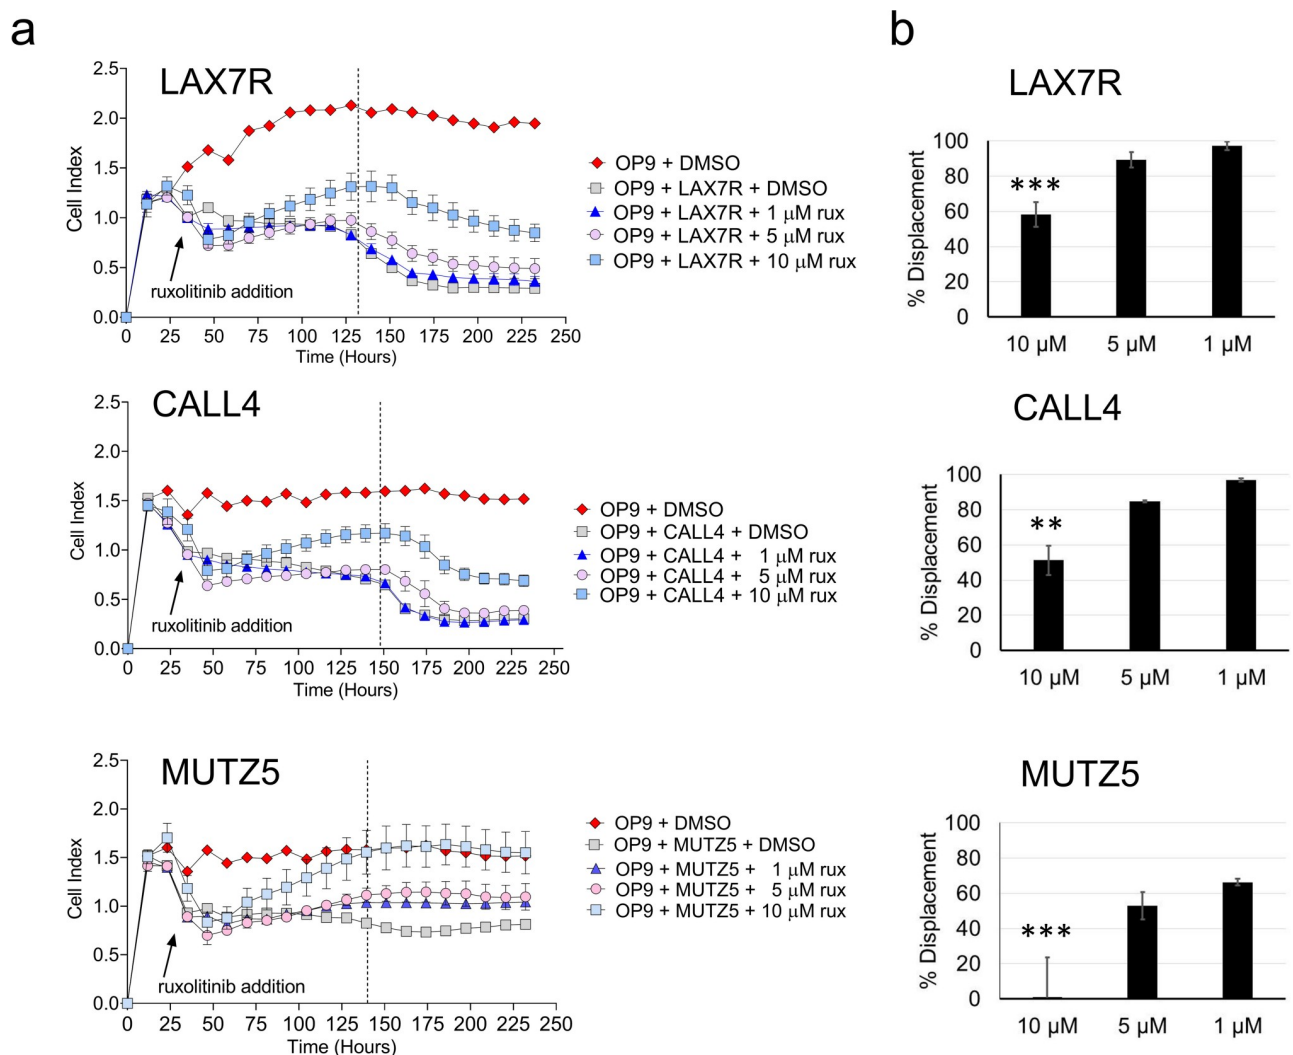 a
LAX7R
2.5
2.0
1.5
1.0
0.5
0.0
Cell Index
ruxolitinib addition
0 25 50 75 100 125 150 175 200 225 250
Time (Hours)
OP9 + DMSO
OP9 + LAX7R + DMSO
OP9 + LAX7R + 1 μM rux
OP9 + LAX7R + 5 μM rux
OP9 + LAX7R + 10 μM rux
CALL4
2.5
2.0
1.5
1.0
0.5
0.0
Cell Index
ruxolitinib addition
0 25 50 75 100 125 150 175 200 225 250
Time (Hours)
OP9 + DMSO
OP9 + CALL4 + DMSO
OP9 + CALL4 + 1 μM rux
OP9 + CALL4 + 5 μM rux
OP9 + CALL4 + 10 μM rux
MUTZ5
2.5
2.0
1.5
1.0
0.5
0.0
Cell Index
ruxolitinib addition
0 25 50 75 100 125 150 175 200 225 250
Time (Hours)
OP9 + DMSO
OP9 + MUTZ5 + DMSO
OP9 + MUTZ5 + 1 μM rux
OP9 + MUTZ5 + 5 μM rux
OP9 + MUTZ5 + 10 μM rux
b
LAX7R
100
80
60
40
20
0
% Displacement
***
10 μM 5 μM 1 μM
CALL4
100
80
60
40
20
0
% Displacement
**
10 μM 5 μM 1 μM
MUTZ5
100
80
60
40
20
0
% Displacement
***
10 μM 5 μM 1 μM